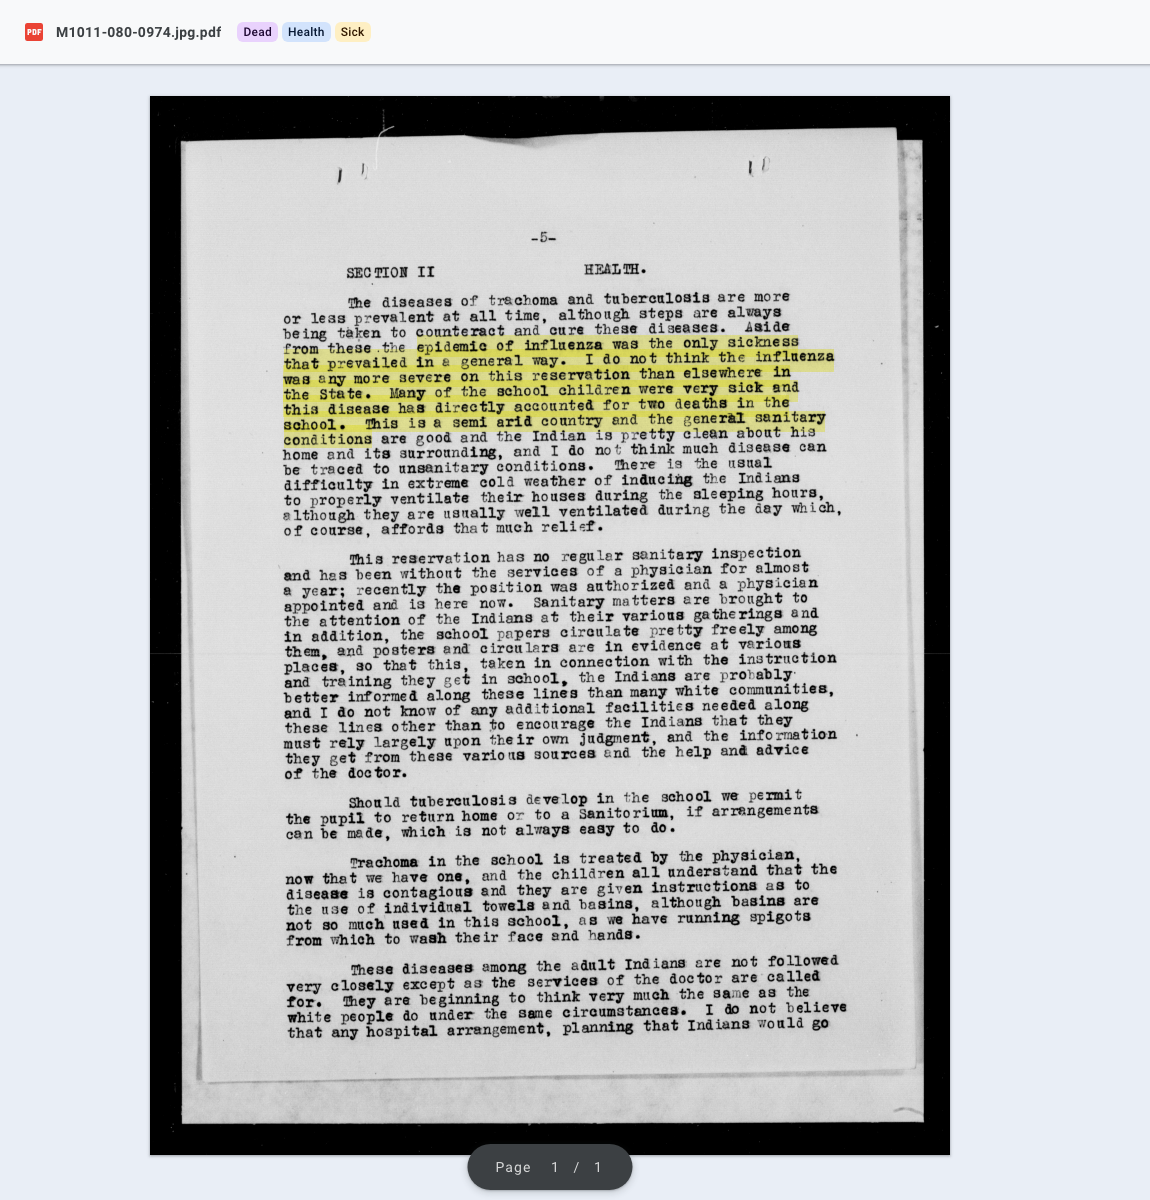 PDF M1011-080-0974.jpg.pdf Dead Health Sick
-5-
SECTION II HEALTH.
The diseases of trachoma and tuberculosis are more
or less prevalent at all time, although steps are always
being taken to counteract and cure these diseases. Aside
from these the epidemic of influenza was the only sickness
that prevailed in a general way. I do not think the influenza
was any more severe on this reservation than elsewhere in
the State. Many of the school children were very sick and
this disease has directly accounted for two deaths in the
school. This is a semi arid country and the general sanitary
conditions are good and the Indian is pretty clean about his
home and its surrounding, and I do not think much disease can
be traced to unsanitary conditions. There is the usual
difficulty in extreme cold weather of inducing the Indians
to properly ventilate their houses during the sleeping hours,
although they are usually well ventilated during the day which,
of course, affords that much relief.
This reservation has no regular sanitary inspection
and has been without the services of a physician for almost
a year; recently the position was authorized and a physician
appointed and is here now. Sanitary matters are brought to
the attention of the Indians at their various gatherings and
in addition, the school papers circulate pretty freely among
them, and posters and circulars are in evidence at various
places, so that this, taken in connection with the instruction
and training they get in school, the Indians are probably
better informed along these lines than many white communities,
and I do not know of any additional facilities needed along
these lines other than to encourage the Indians that they
must rely largely upon their own judgment, and the information
they get from these various sources and the help and advice
of the doctor.
Should tuberculosis develop in the school we permit
the pupil to return home or to a Sanitorium, if arrangements
can be made, which is not always easy to do.
Trachoma in the school is treated by the physician,
now that we have one, and the children all understand that the
disease is contagious and they are given instructions as to
the use of individual towels and basins, although basins are
not so much used in this school, as we have running spigots
from which to wash their face and hands.
These diseases among the adult Indians are not followed
very closely except as the services of the doctor are called
for. They are beginning to think very much the same as the
white people do under the same circumstances. I do not believe
that any hospital arrangement, planning that Indians would go
Page 1 / 1